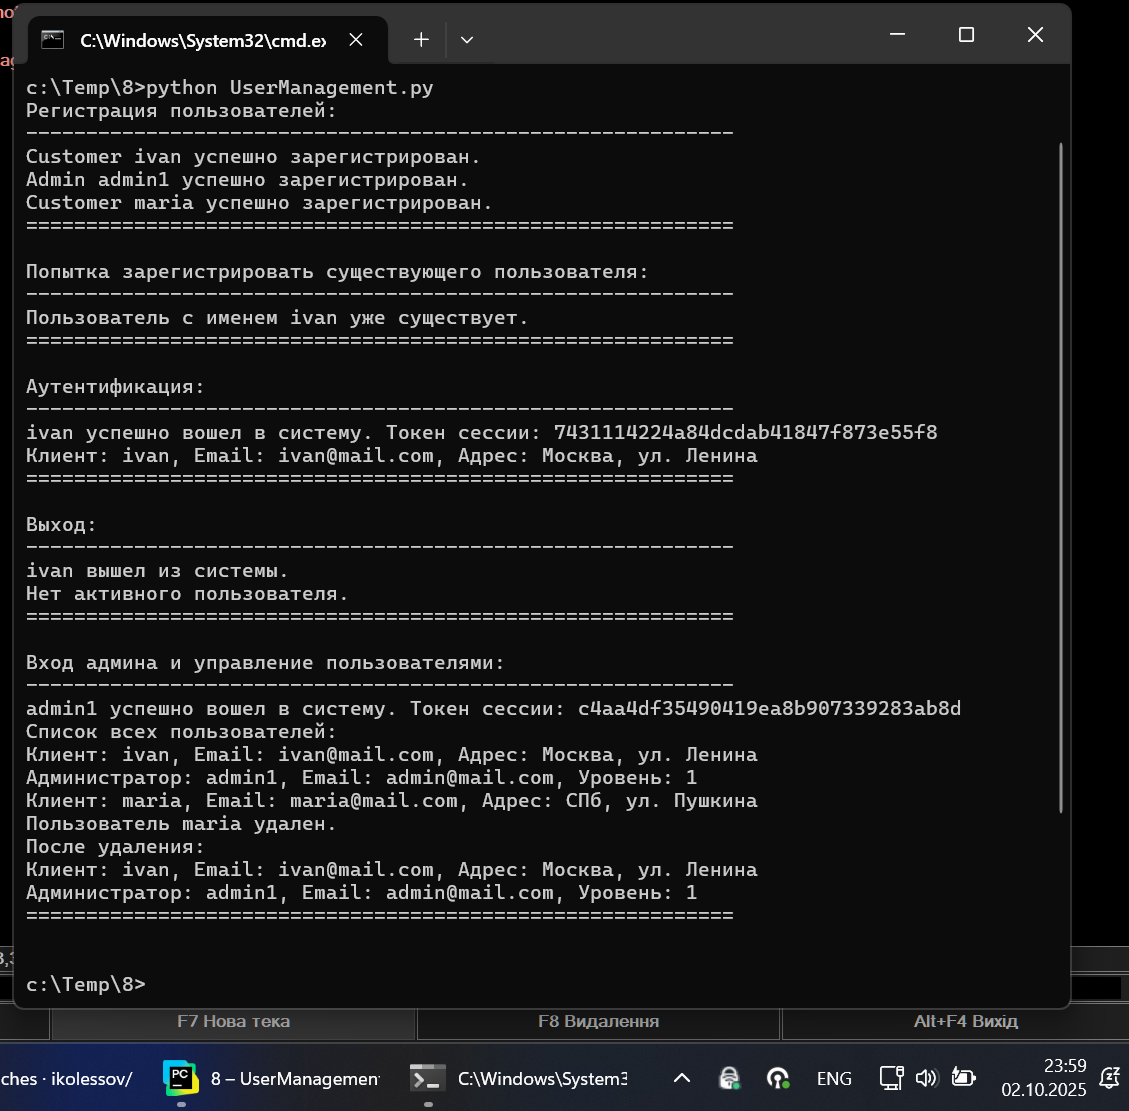 C:\Windows\System32\cmd.ex
c:\Temp\8>python UserManagement.py
Регистрация пользователей:
-----------------------------------------------------------
Customer ivan успешно зарегистрирован.
Admin admin1 успешно зарегистрирован.
Customer maria успешно зарегистрирован.
===========================================================
Попытка зарегистрировать существующего пользователя:
-----------------------------------------------------------
Пользователь с именем ivan уже существует.
===========================================================
Аутентификация:
-----------------------------------------------------------
ivan успешно вошел в систему. Токен сессии: 7431114224a84dcdab41847f873e55f8
Клиент: ivan, Email: ivan@mail.com, Адрес: Москва, ул. Ленина
===========================================================
Выход:
-----------------------------------------------------------
ivan вышел из системы.
Нет активного пользователя.
===========================================================
Вход админа и управление пользователями:
-----------------------------------------------------------
admin1 успешно вошел в систему. Токен сессии: c4aa4df35490419ea8b907339283ab8d
Список всех пользователей:
Клиент: ivan, Email: ivan@mail.com, Адрес: Москва, ул. Ленина
Администратор: admin1, Email: admin@mail.com, Уровень: 1
Клиент: maria, Email: maria@mail.com, Адрес: СПб, ул. Пушкина
Пользователь maria удален.
После удаления:
Клиент: ivan, Email: ivan@mail.com, Адрес: Москва, ул. Ленина
Администратор: admin1, Email: admin@mail.com, Уровень: 1
===========================================================
c:\Temp\8>
F7 Нова тека F8 Видалення Alt+F4 Вихід
ches · ikolessov/ PC 8 – UserManagement C:\Windows\System3 ENG 23:59
02.10.2025